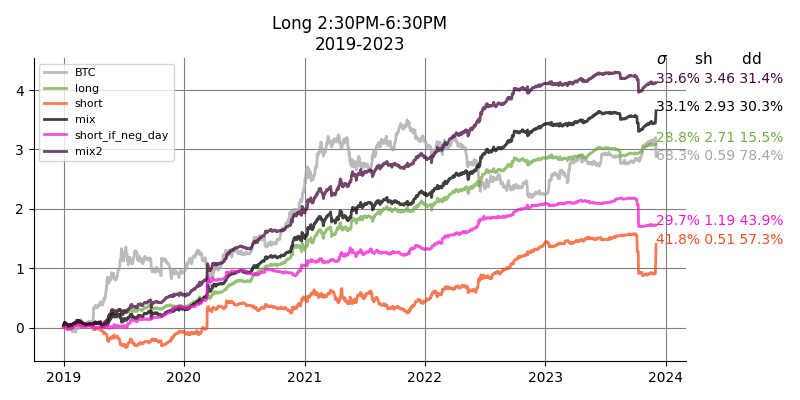 Long 2:30PM-6:30PM
2019-2023
σ sh dd
BTC
long
short
mix
short_if_neg_day
mix2
33.6% 3.46 31.4%
33.1% 2.93 30.3%
28.8% 2.71 15.5%
68.3% 0.59 78.4%
29.7% 1.19 43.9%
41.8% 0.51 57.3%
4
3
2
1
0
2019 2020 2021 2022 2023 2024